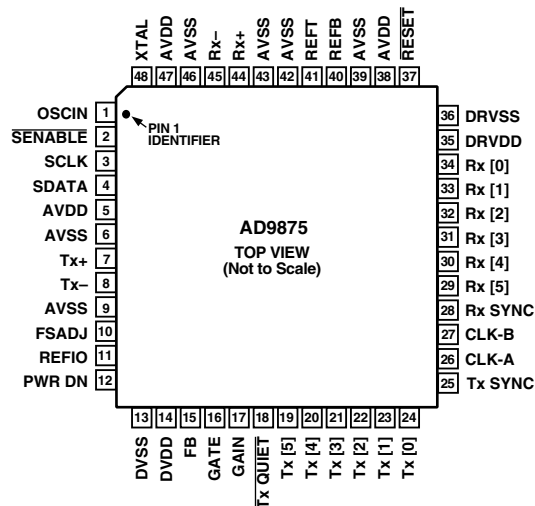 XTAL
AVDD
AVSS
Rx–
Rx+
AVSS
AVSS
REFT
REFB
AVSS
AVDD
RESET
48 47 46 45 44 43 42 41 40 39 38 37
OSCIN 1
SENABLE 2
SCLK 3
SDATA 4
AVDD 5
AVSS 6
Tx+ 7
Tx– 8
AVSS 9
FSADJ 10
REFIO 11
PWR DN 12
PIN 1
IDENTIFIER
AD9875
TOP VIEW
(Not to Scale)
36 DRVSS
35 DRVDD
34 Rx [0]
33 Rx [1]
32 Rx [2]
31 Rx [3]
30 Rx [4]
29 Rx [5]
28 Rx SYNC
27 CLK-B
26 CLK-A
25 Tx SYNC
13 14 15 16 17 18 19 20 21 22 23 24
DVSS
DVDD
FB
GATE
GAIN
Tx QUIET
Tx [5]
Tx [4]
Tx [3]
Tx [2]
Tx [1]
Tx [0]